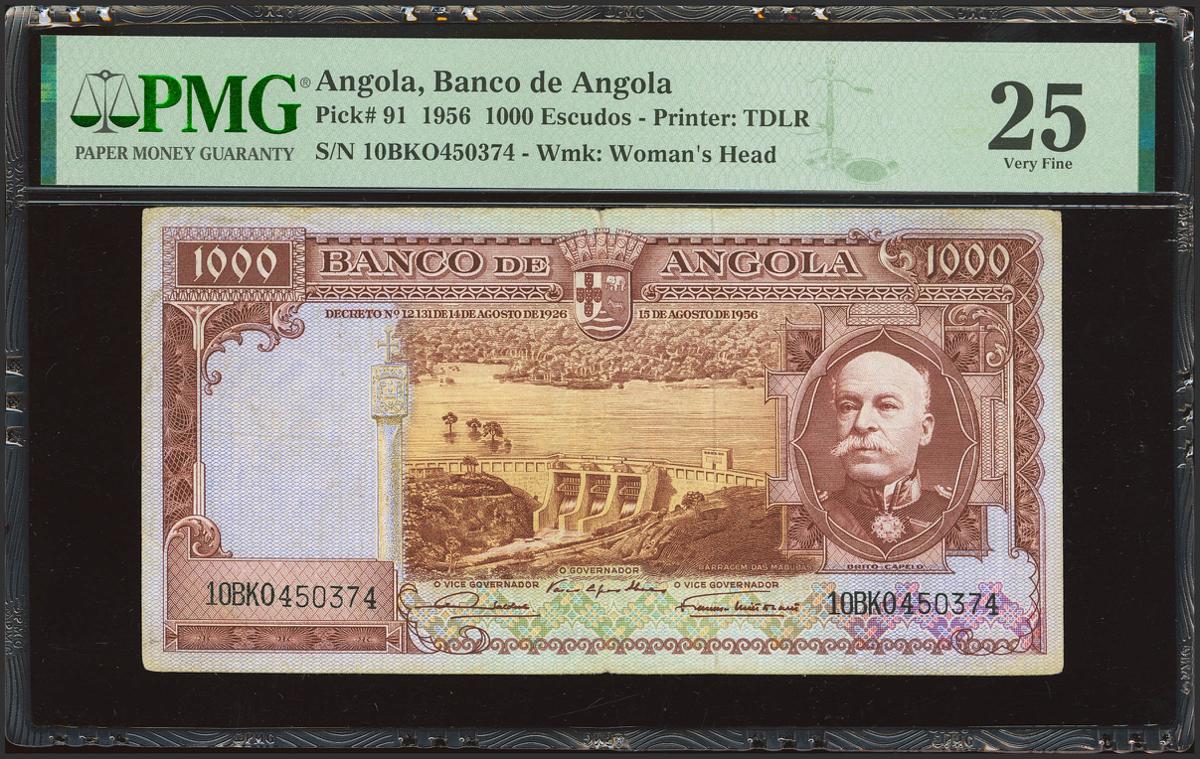 PMG®
PAPER MONEY GUARANTY
Angola, Banco de Angola
Pick# 91 1956 1000 Escudos - Printer: TDLR
S/N 10BKO450374 - Wmk: Woman's Head
25
Very Fine
1000 BANCO DE ANGOLA 1000
DECRETO Nº 12131 DE 14 DE AGOSTO DE 1926 15 DE AGOSTO DE 1956
BRITO CAPELO
BARRAGEM DAS MABUBAS
O GOVERNADOR
O VICE GOVERNADOR O VICE GOVERNADOR
10BKO450374 10BKO450374